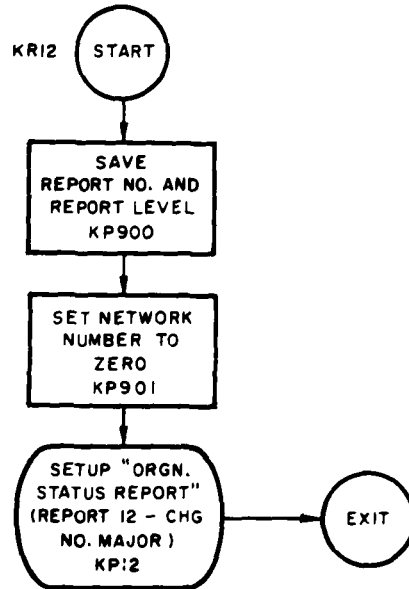 KR12
START
SAVE
REPORT NO. AND
REPORT LEVEL
KP900
SET NETWORK
NUMBER TO
ZERO
KP901
SETUP "ORGN.
STATUS REPORT"
(REPORT 12 - CHG
NO. MAJOR)
KP12
EXIT